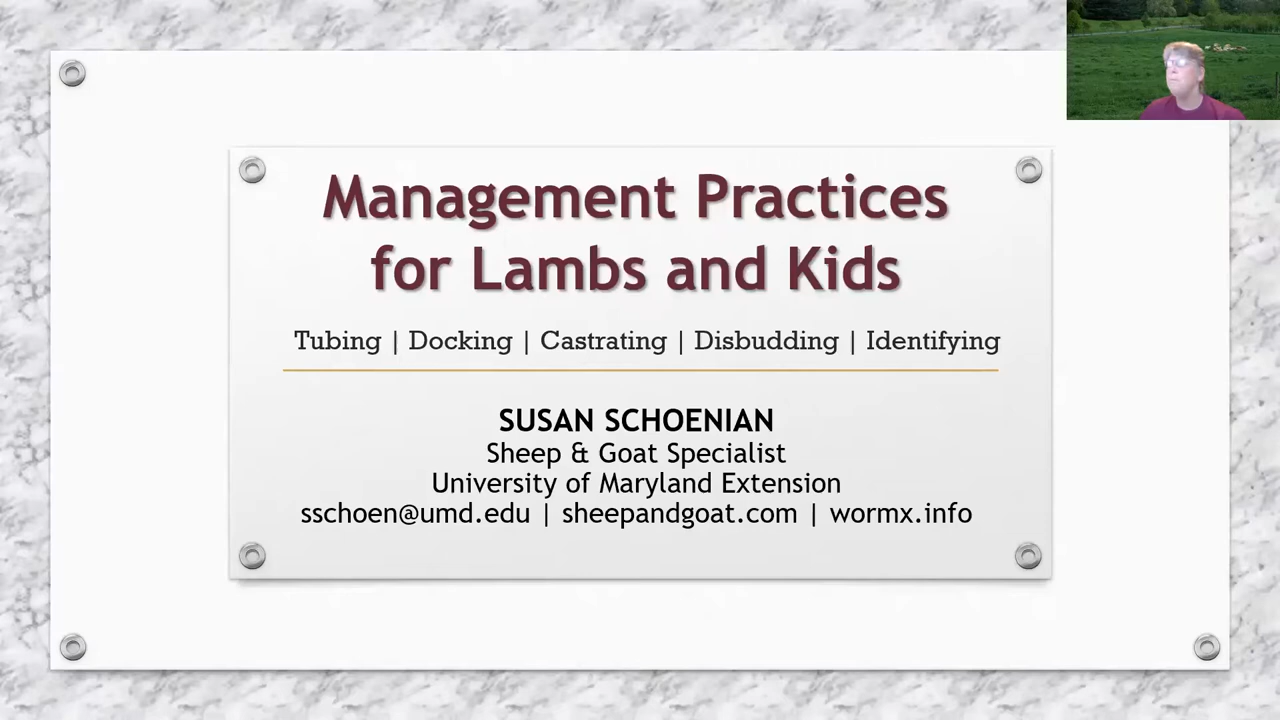 Management Practices
for Lambs and Kids
Tubing | Docking | Castrating | Disbudding | Identifying
SUSAN SCHOENIAN
Sheep & Goat Specialist
University of Maryland Extension
sschoen@umd.edu | sheepandgoat.com | wormx.info